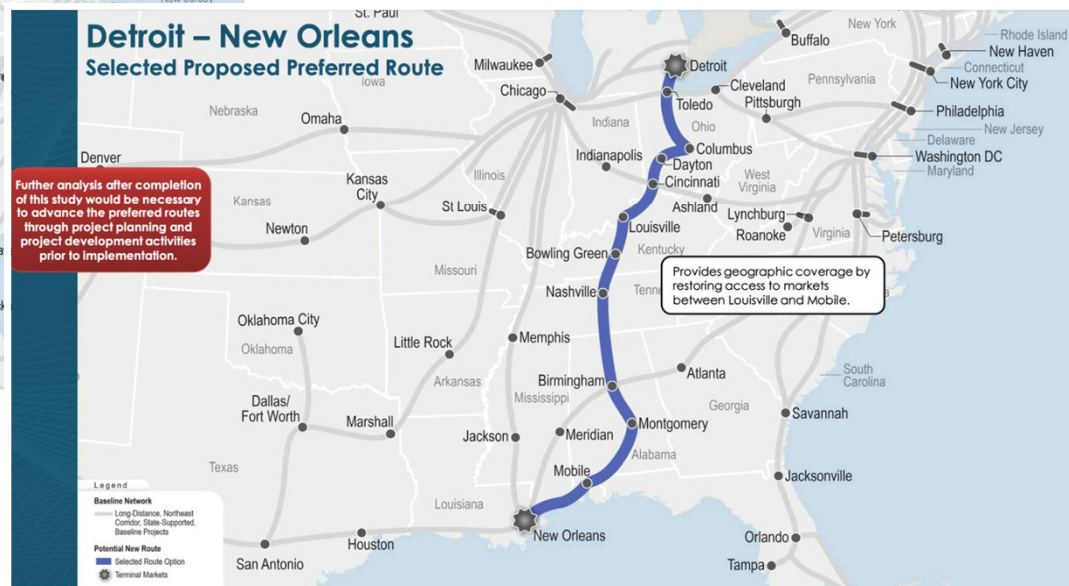 Detroit – New Orleans
Selected Proposed Preferred Route
Further analysis after completion
of this study would be necessary
to advance the preferred routes
through project planning and
project development activities
prior to implementation.
Provides geographic coverage by
restoring access to markets
between Louisville and Mobile.
St. Paul
Milwaukee
Chicago
Detroit
Toledo
Cleveland
Pittsburgh
Buffalo
New York
Rhode Island
New Haven
Connecticut
New York City
Pennsylvania
Philadelphia
New Jersey
Delaware
Washington DC
Maryland
Iowa
Nebraska
Omaha
Denver
Indiana
Ohio
Columbus
Indianapolis
Dayton
Cincinnati
West
Virginia
Ashland
Lynchburg
Roanoke
Virginia
Petersburg
Illinois
Kansas
City
Kansas
St Louis
Newton
Louisville
Kentucky
Bowling Green
Missouri
Nashville
Oklahoma City
Oklahoma
Little Rock
Memphis
Arkansas
Birmingham
Mississippi
Atlanta
South
Carolina
Georgia
Savannah
Dallas/
Fort Worth
Marshall
Jackson
Meridian
Montgomery
Alabama
Mobile
Jacksonville
Texas
Louisiana
New Orleans
Houston
San Antonio
Orlando
Tampa
Legend
Baseline Network
Long-Distance, Northeast
Corridor, State-Supported,
Baseline Projects
Potential New Route
Selected Route Option
Terminal Markets